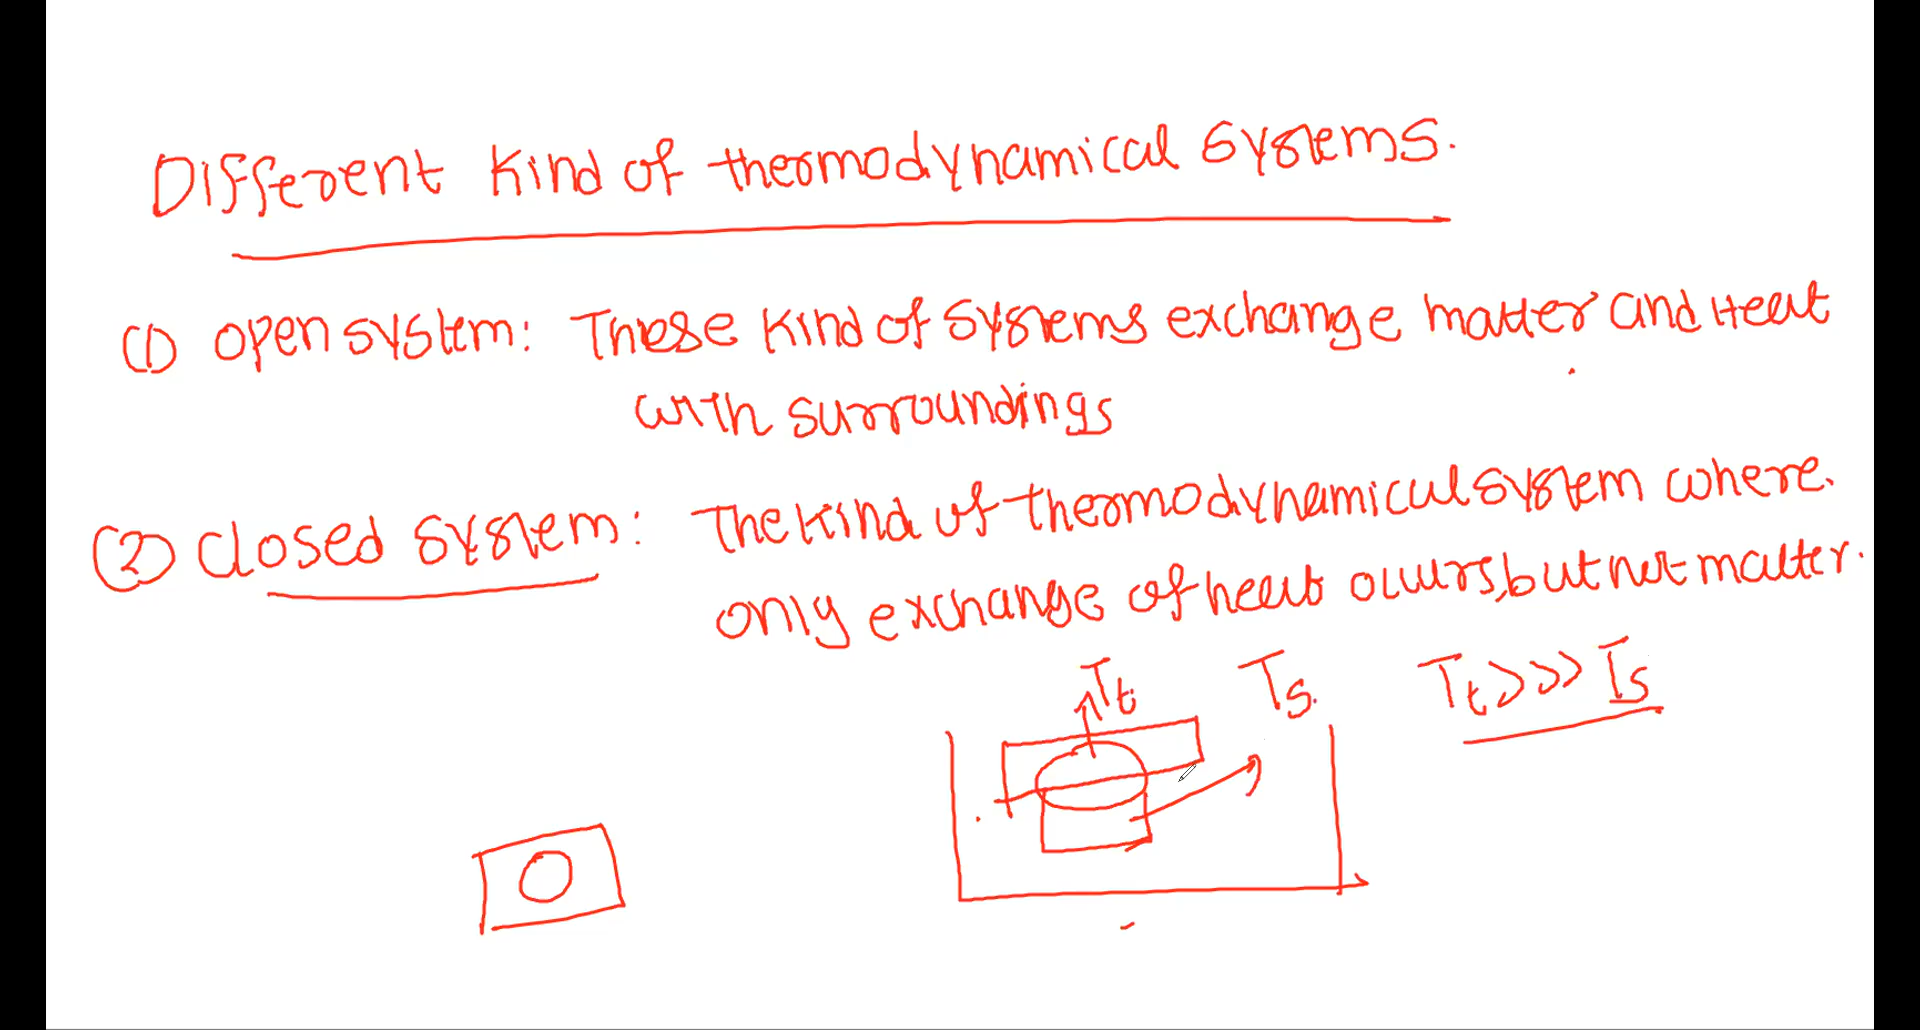 Different kind of thermodynamical systems.
(1) open system: These kind of systems exchange matter and Heat
with surroundings
(2) closed system: The kind of thermodynamical system where
only exchange of heat occurs, but not matter.
Tt Ts. Tt >>> Ts